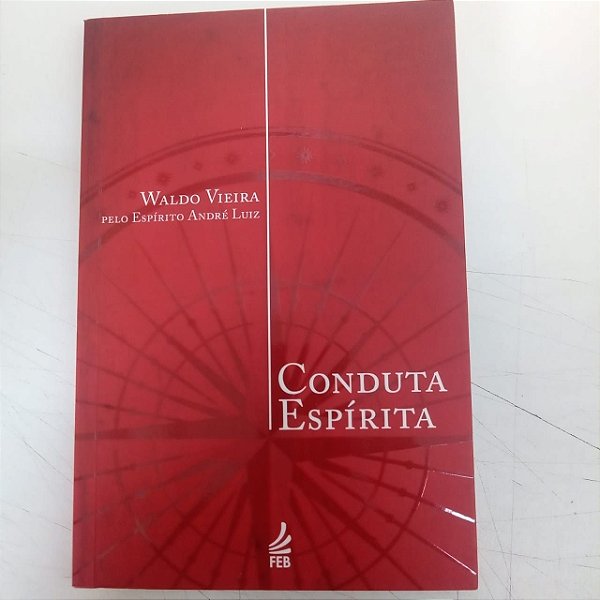 WALDO VIEIRA
PELO ESPÍRITO ANDRÉ LUIZ
CONDUTA
ESPÍRITA
FEB